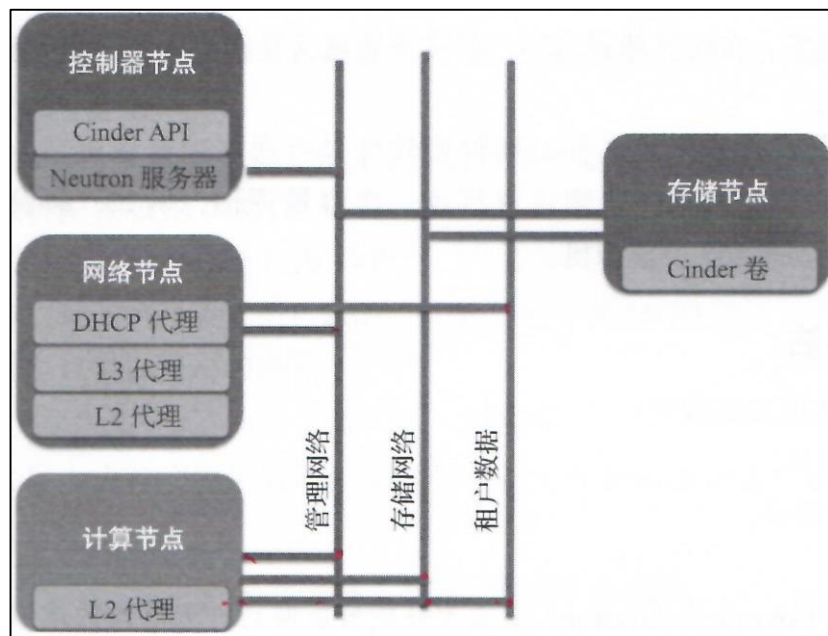 控制器节点
Cinder API
Neutron 服务器
存储节点
Cinder 卷
网络节点
DHCP 代理
L3 代理
L2 代理
管理网络
存储网络
租户数据
计算节点
L2 代理